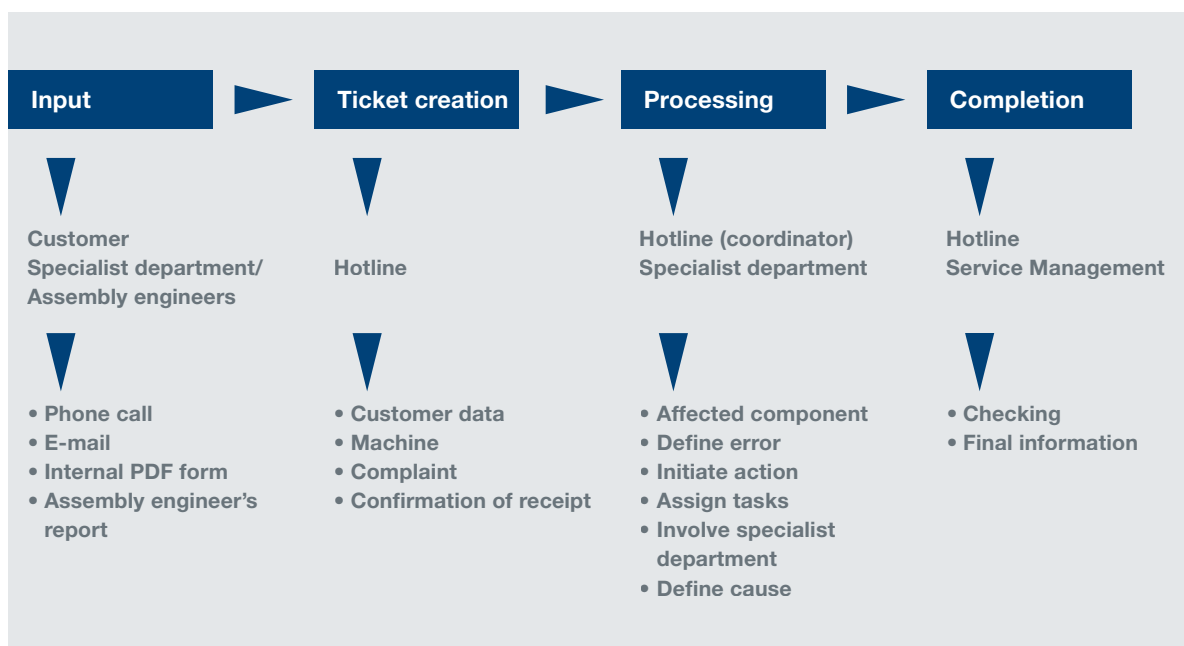 Input
Ticket creation
Processing
Completion
Customer
Specialist department/
Assembly engineers
Hotline
Hotline (coordinator)
Specialist department
Hotline
Service Management
• Phone call
• E-mail
• Internal PDF form
• Assembly engineer's
report
• Customer data
• Machine
• Complaint
• Confirmation of receipt
• Affected component
• Define error
• Initiate action
• Assign tasks
• Involve specialist
department
• Define cause
• Checking
• Final information